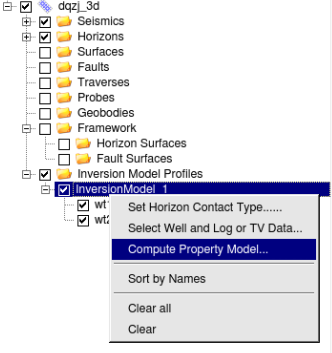 dqzj_3d
Seismics
Horizons
Surfaces
Faults
Traverses
Probes
Geobodies
Framework
Horizon Surfaces
Fault Surfaces
Inversion Model Profiles
InversionModel_1
wt
wt2
Set Horizon Contact Type......
Select Well and Log or TV Data...
Compute Property Model...
Sort by Names
Clear all
Clear